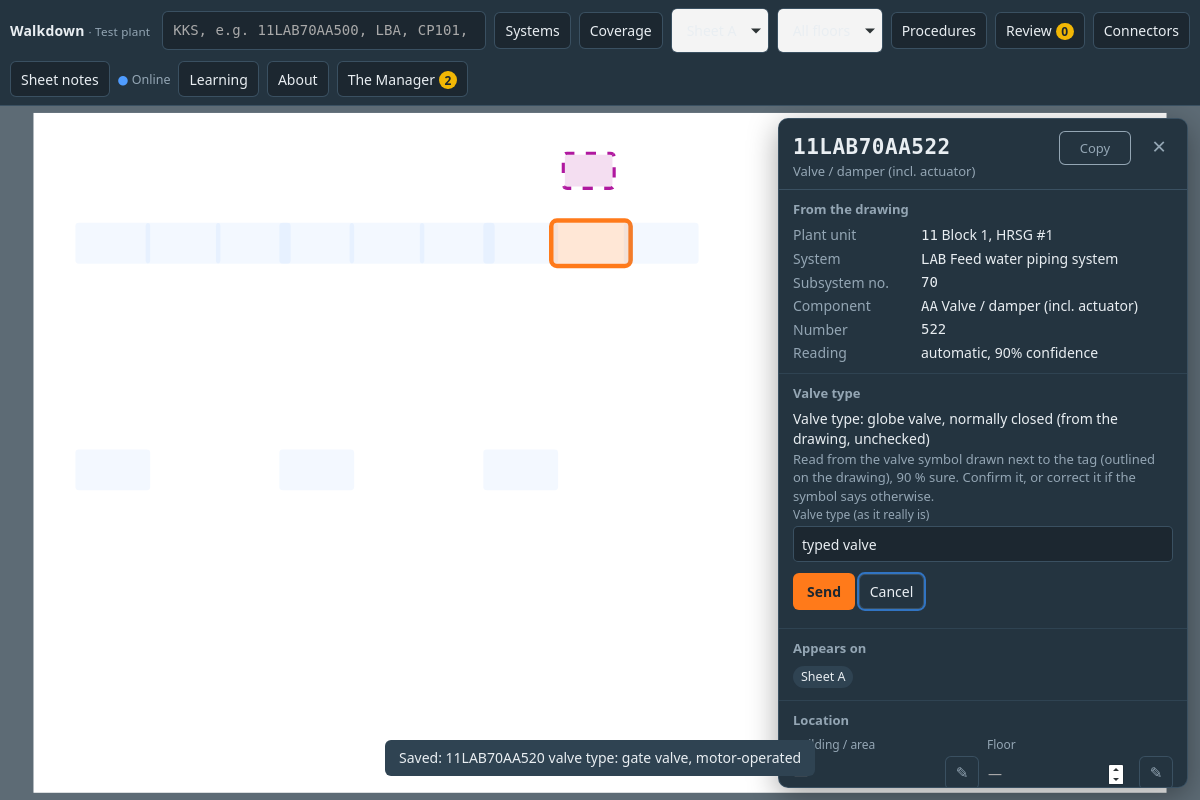 Walkdown · Test plant
KKS, e.g. 11LAB70AA500, LBA, CP101,
Systems
Coverage
Sheet A
All floors
Procedures
Review 0
Connectors
Sheet notes
Online
Learning
About
The Manager 2
11LAB70AA522
Copy
×
Valve / damper (incl. actuator)
From the drawing
Plant unit 11 Block 1, HRSG #1
System LAB Feed water piping system
Subsystem no. 70
Component AA Valve / damper (incl. actuator)
Number 522
Reading automatic, 90% confidence
Valve type
Valve type: globe valve, normally closed (from the
drawing, unchecked)
Read from the valve symbol drawn next to the tag (outlined
on the drawing), 90 % sure. Confirm it, or correct it if the
symbol says otherwise.
Valve type (as it really is)
typed valve
Send
Cancel
Appears on
Sheet A
Location
/ area
Floor
—
Saved: 11LAB70AA520 valve type: gate valve, motor-operated